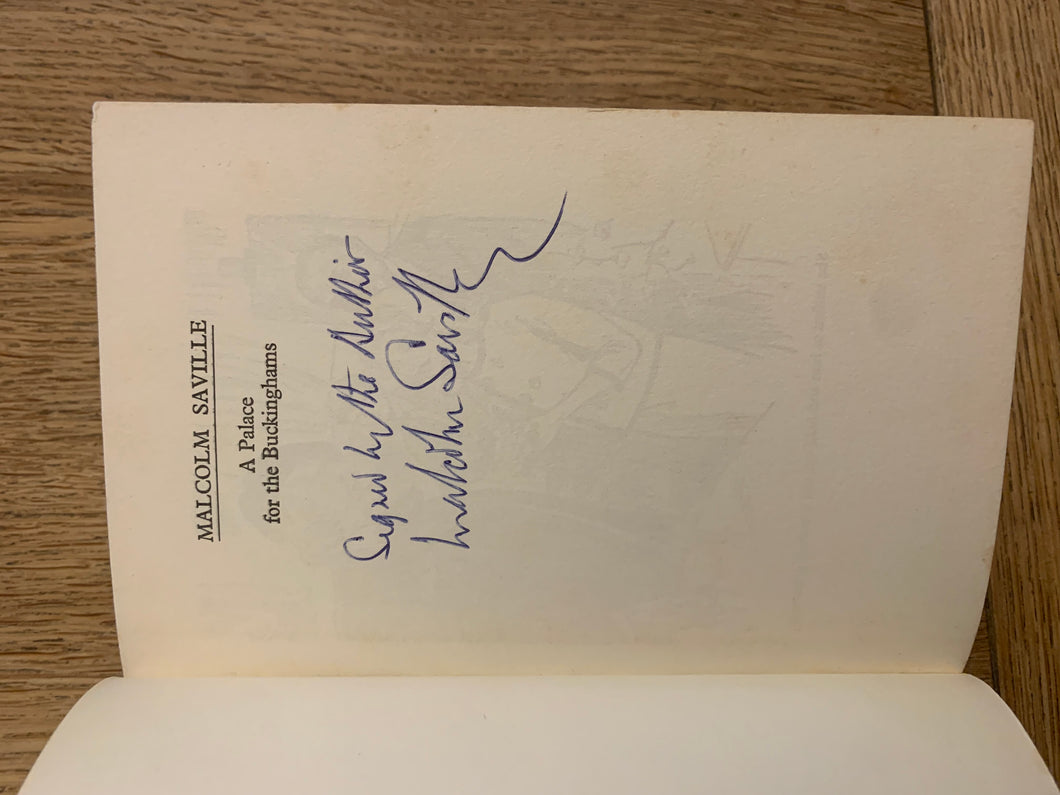 MALCOLM SAVILLE
A Palace
for the Buckinghams
Signed by the Author
Malcolm Saville